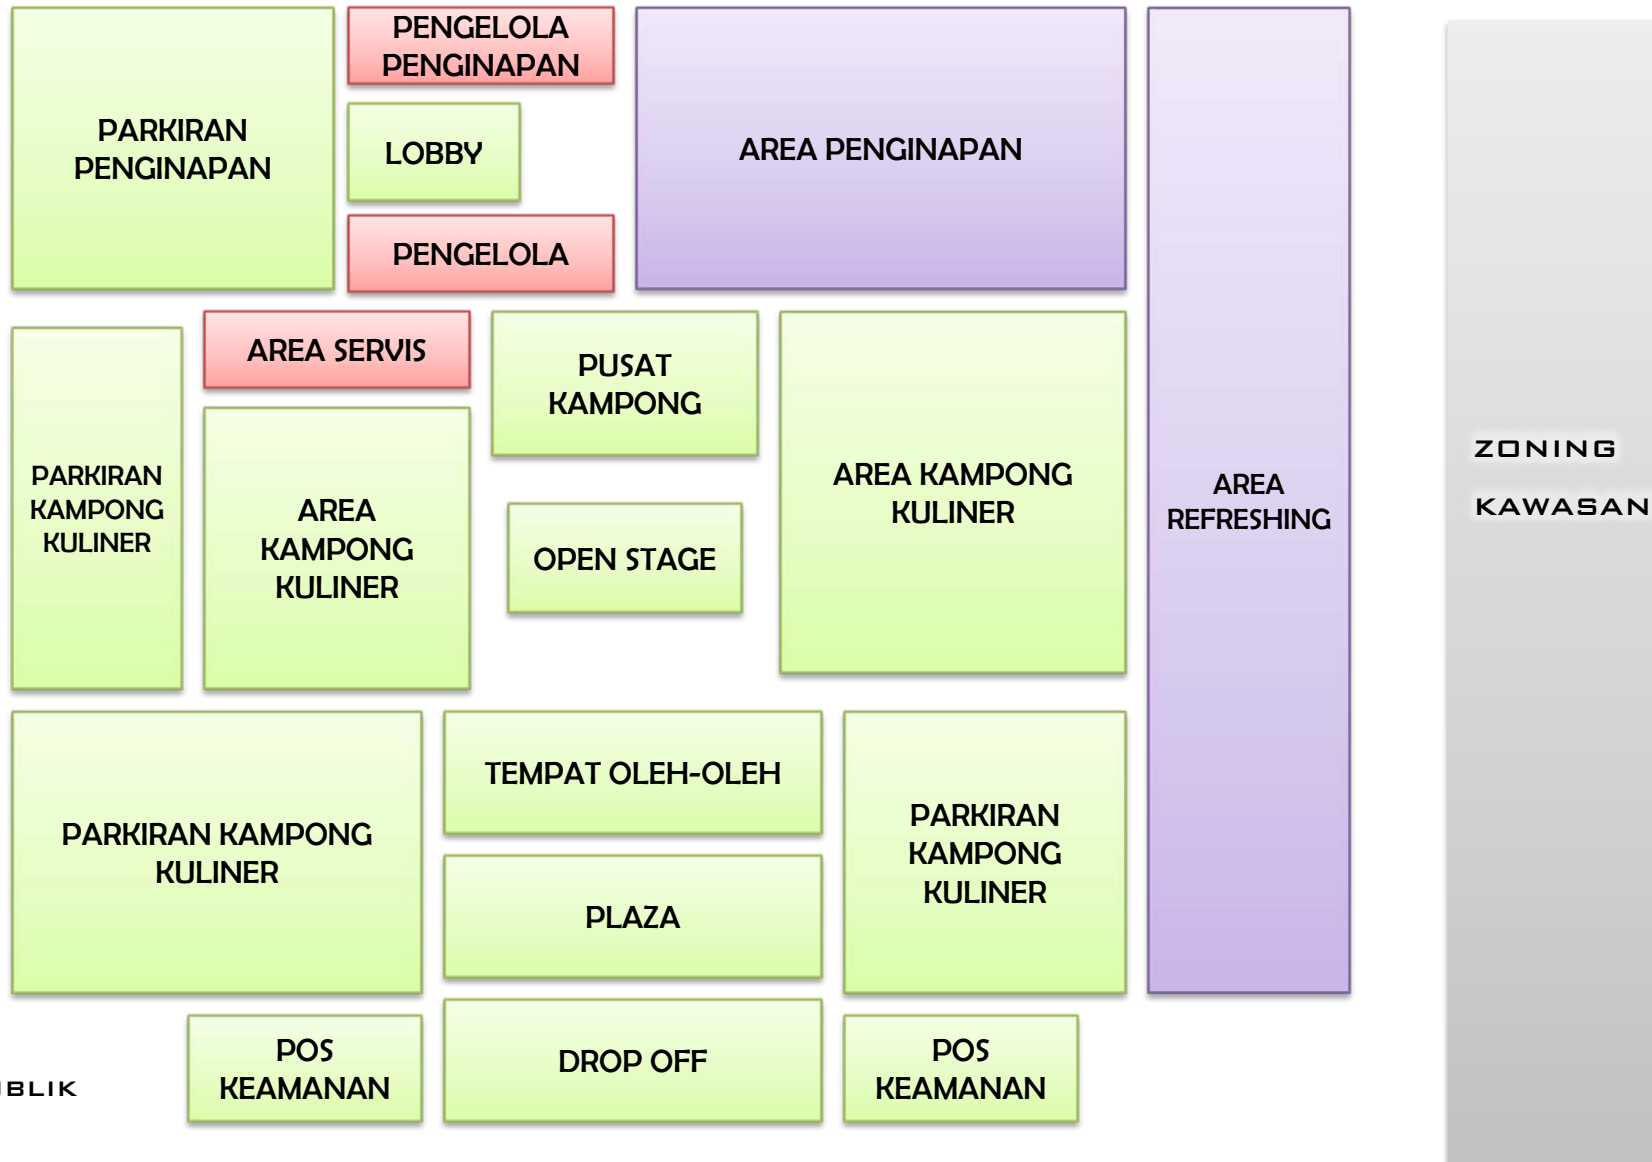 PARKIRAN
PENGINAPAN
PENGELOLA
PENGINAPAN
LOBBY
PENGELOLA
AREA PENGINAPAN
AREA
REFRESHING
PARKIRAN
KAMPONG
KULINER
AREA SERVIS
AREA
KAMPONG
KULINER
PUSAT
KAMPONG
OPEN STAGE
AREA KAMPONG
KULINER
PARKIRAN KAMPONG
KULINER
TEMPAT OLEH-OLEH
PLAZA
PARKIRAN
KAMPONG
KULINER
POS
KEAMANAN
DROP OFF
POS
KEAMANAN
ZONING
KAWASAN